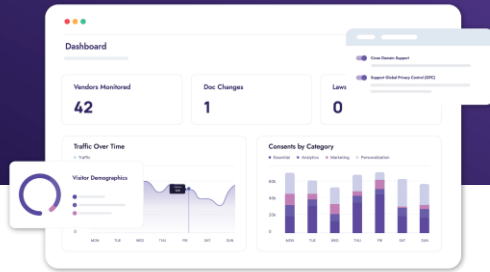 Dashboard
Cross Domain Support
Support Global Privacy Control (GPC)
Vendors Monitored
42
Doc Changes
1
Laws
0
Traffic Over Time
Traffic
0
MON TUE WED THU FRI SAT SUN
Visitor Demographics
Consents by Category
Essential Analytics Marketing Personalization
60k
40k
20k
0
MON TUE WED THU FRI SAT SUN